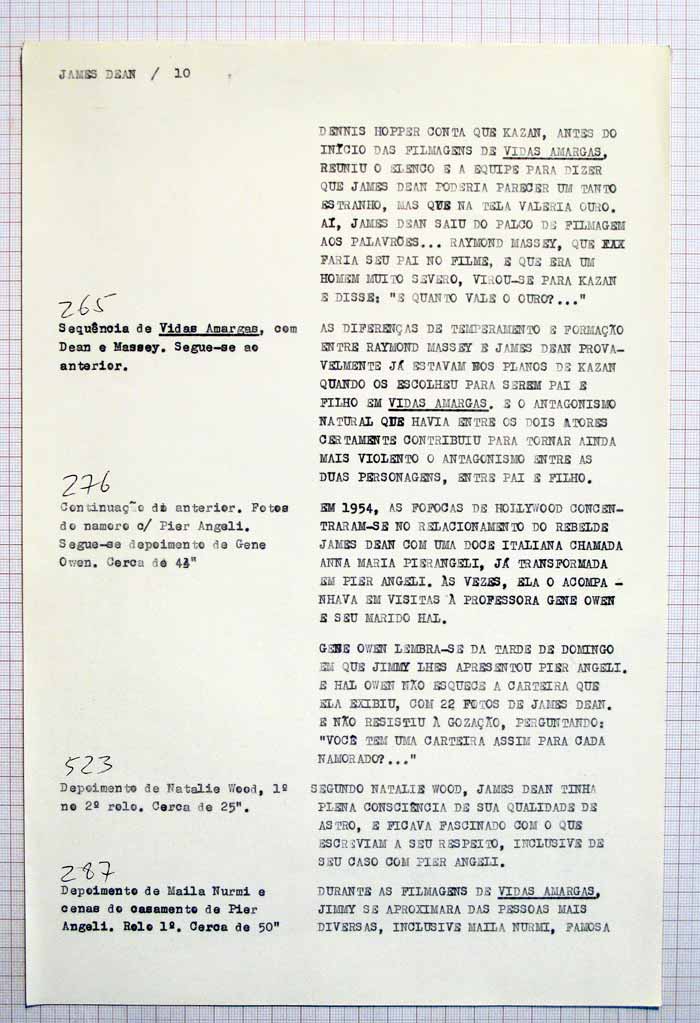 JAMES DEAN / 10
DENNIS HOPPER CONTA QUE KAZAN, ANTES DO
INÍCIO DAS FILMAGENS DE VIDAS AMARGAS,
REUNIU O ELENCO E A EQUIPE PARA DIZER
QUE JAMES DEAN PODERIA PARECER UM TANTO
ESTRANHO, MAS QUE NA TELA VALERIA OURO.
AÍ, JAMES DEAN SAIU DO PALCO DE FILMAGEM
AOS PALAVRÕES... RAYMOND MASSEY, QUE
FARIA SEU PAI NO FILME, E QUE ERA UM
HOMEM MUITO SEVERO, VIROU-SE PARA KAZAN
E DISSE: "E QUANTO VALE O OURO?..."
265
Sequência de Vidas Amargas, com
Dean e Massey. Segue-se ao
anterior.
AS DIFERENÇAS DE TEMPERAMENTO E FORMAÇÃO
ENTRE RAYMOND MASSEY E JAMES DEAN PROVA-
VELMENTE JÁ ESTAVAM NOS PLANOS DE KAZAN
QUANDO OS ESCOLHEU PARA SEREM PAI E
FILHO EM VIDAS AMARGAS. E O ANTAGONISMO
NATURAL QUE HAVIA ENTRE OS DOIS ATORES
CERTAMENTE CONTRIBUIU PARA TORNAR AINDA
MAIS VIOLENTO O ANTAGONISMO ENTRE AS
DUAS PERSONAGENS, ENTRE PAI E FILHO.
276
Continuação do anterior. Fotos
do namoro c/ Pier Angeli.
Segue-se depoimento de Gene
Owen. Cerca de
EM 1954, AS FOFOCAS DE HOLLYWOOD CONCEN-
TRARAM-SE NO RELACIONAMENTO DO REBELDE
JAMES DEAN COM UMA DOCE ITALIANA CHAMADA
ANNA MARIA PIERANGELI, JÁ TRANSFORMADA
EM PIER ANGELI. ÀS VEZES, ELA O ACOMPA -
NHAVA EM VISITAS À PROFESSORA GENE OWEN
E SEU MARIDO HAL.
GENE OWEN LEMBRA-SE DA TARDE DE DOMINGO
EM QUE JIMMY LHES APRESENTOU PIER ANGELI.
E HAL OWEN NÃO ESQUECE A CARTEIRA QUE
ELA EXIBIU, COM 22 FOTOS DE JAMES DEAN.
E NÃO RESISTIU À GOZAÇÃO, PERGUNTANDO:
"VOCÊ TEM UMA CARTEIRA ASSIM PARA CADA
NAMORADO?..."
523
Depoimento de Natalie Wood, 1º
no 2º rolo. Cerca de 25".
SEGUNDO NATALIE WOOD, JAMES DEAN TINHA
PLENA CONSCIÊNCIA DE SUA QUALIDADE DE
ASTRO, E FICAVA FASCINADO COM O QUE
ESCREVIAM A SEU RESPEITO, INCLUSIVE DE
SEU CASO COM PIER ANGELI.
287
Depoimento de Maila Nurmi e
cenas do casamento de Pier
Angeli. Rolo 1º. Cerca de 50"
DURANTE AS FILMAGENS DE VIDAS AMARGAS,
JIMMY SE APROXIMARA DAS PESSOAS MAIS
DIVERSAS, INCLUSIVE MAILA NURMI, FAMOSA